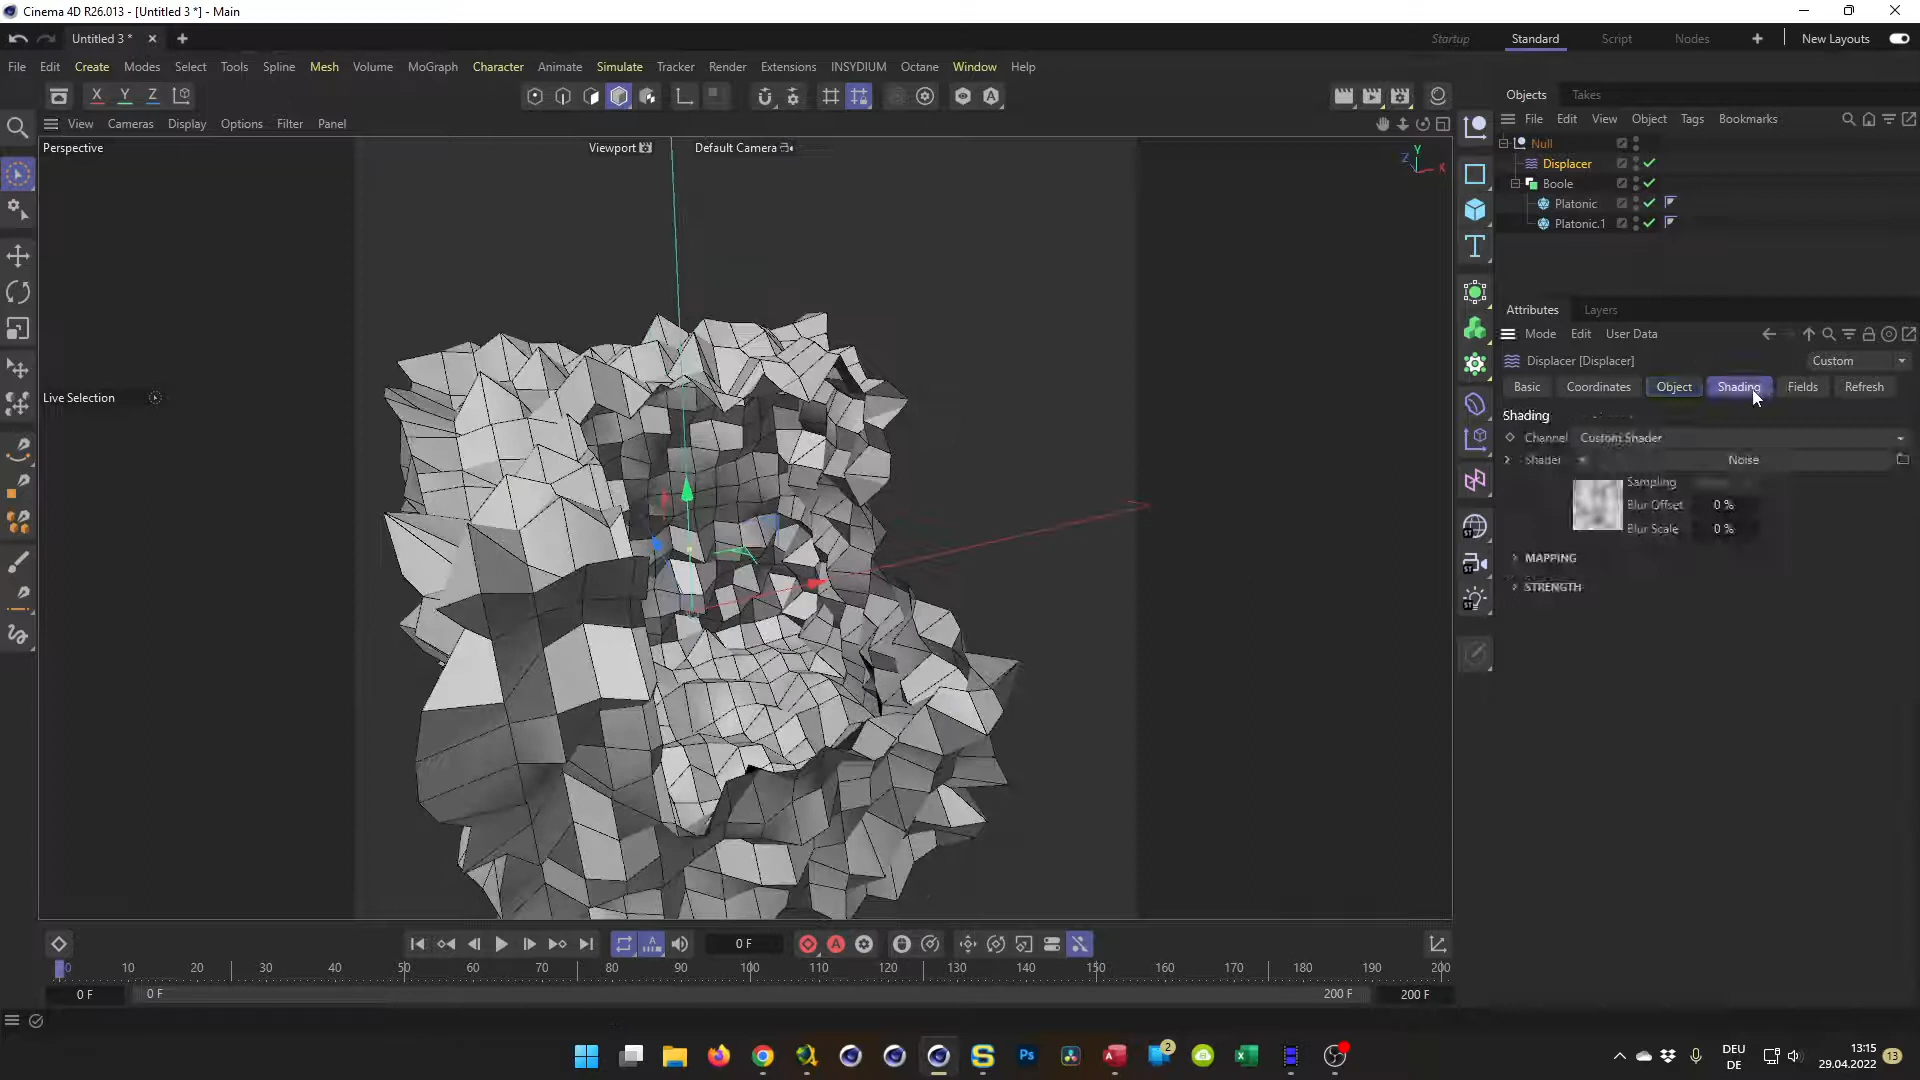 Cinema 4D R26.013 - [Untitled 3 *] - Main
Untitled 3 *
Startup Standard Script Nodes New Layouts
File Edit Create Modes Select Tools Spline Mesh Volume MoGraph Character Animate Simulate Tracker Render Extensions INSYDIUM Octane Window Help
X Y Z
Objects Takes
View Cameras Display Options Filter Panel
File Edit View Object Tags Bookmarks
Perspective Viewport Default Camera
Y
Z
X
Null
Displacer
Boole
Platonic
Platonic.1
Attributes Layers
Mode Edit User Data
Displacer [Displacer] Custom
Basic Coordinates Object Shading Fields Refresh
Live Selection
Shading
Channel Custom Shader
Shader Noise
Sampling
Blur Offset 0 %
Blur Scale 0 %
MAPPING
STRENGTH
ST
ST
ST
0 F
0 10 20 30 40 50 60 70 80 90 100 110 120 130 140 150 160 170 180 190 200
0 F 0 F 200 F 200 F
Ps
2
DEU
DE
13:15
29.04.2022
13